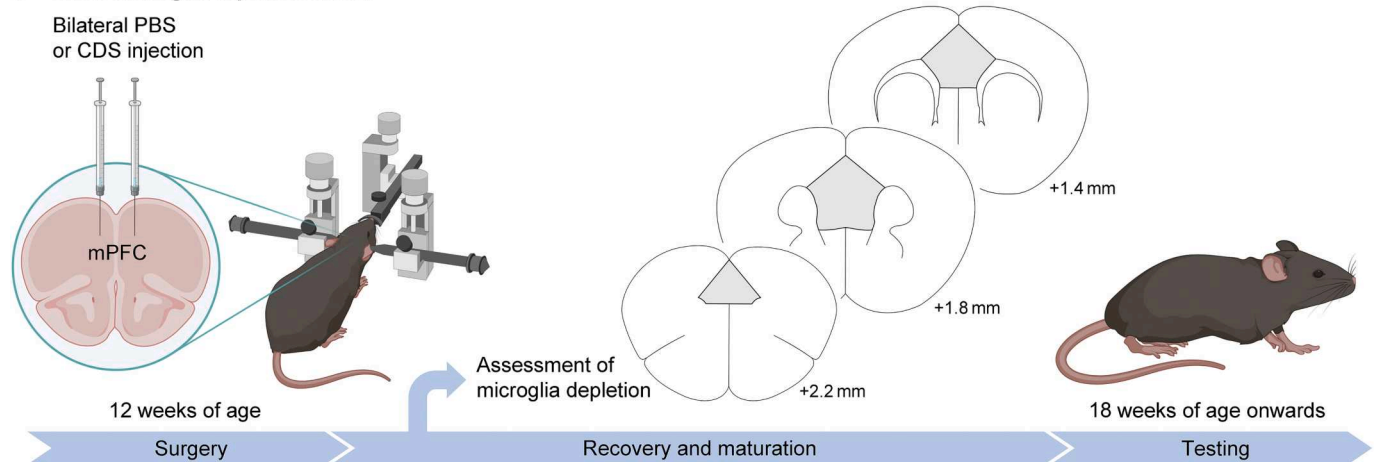 Bilateral PBS
or CDS injection
mPFC
+1.4 mm
+1.8 mm
+2.2 mm
Assessment of
microglia depletion
12 weeks of age
18 weeks of age onwards
Surgery
Recovery and maturation
Testing